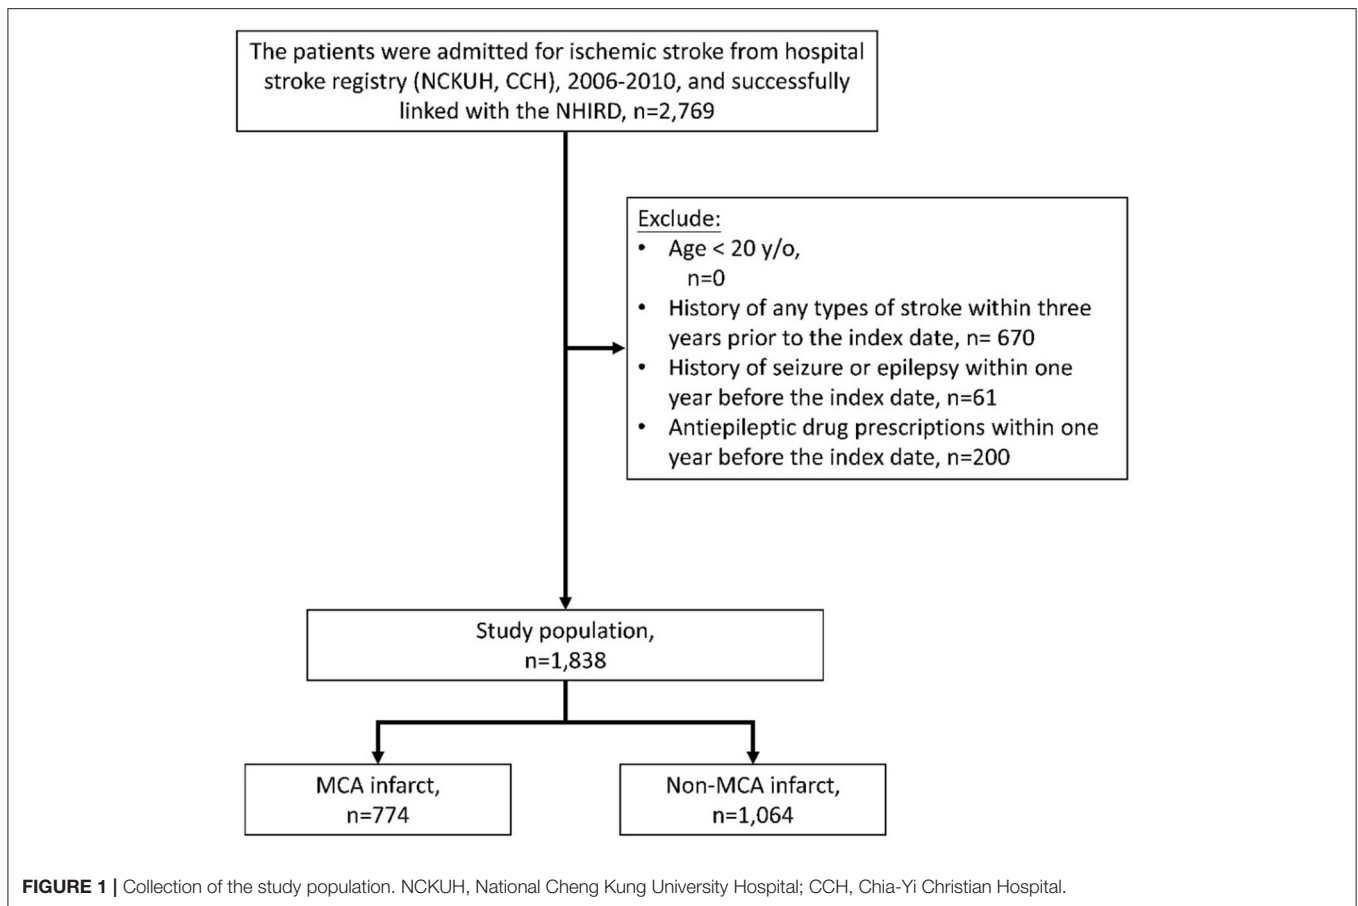 The patients were admitted for ischemic stroke from hospital
stroke registry (NCKUH, CCH), 2006-2010, and successfully
linked with the NHIRD, n=2,769
Exclude:
• Age < 20 y/o,
n=0
• History of any types of stroke within three
years prior to the index date, n= 670
• History of seizure or epilepsy within one
year before the index date, n=61
• Antiepileptic drug prescriptions within one
year before the index date, n=200
Study population,
n=1,838
MCA infarct,
n=774
Non-MCA infarct,
n=1,064
FIGURE 1 | Collection of the study population. NCKUH, National Cheng Kung University Hospital; CCH, Chia-Yi Christian Hospital.